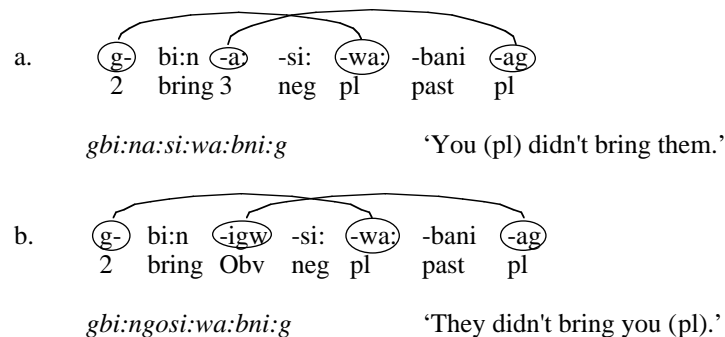 a. g- bi:n -a: -si: -wa: -bani -ag
2 bring 3 neg pl past pl
gbi:na:si:wa:bni:g ‘You (pl) didn't bring them.’
b. g- bi:n -igw -si: -wa: -bani -ag
2 bring Obv neg pl past pl
gbi:ngosi:wa:bni:g ‘They didn't bring you (pl).’